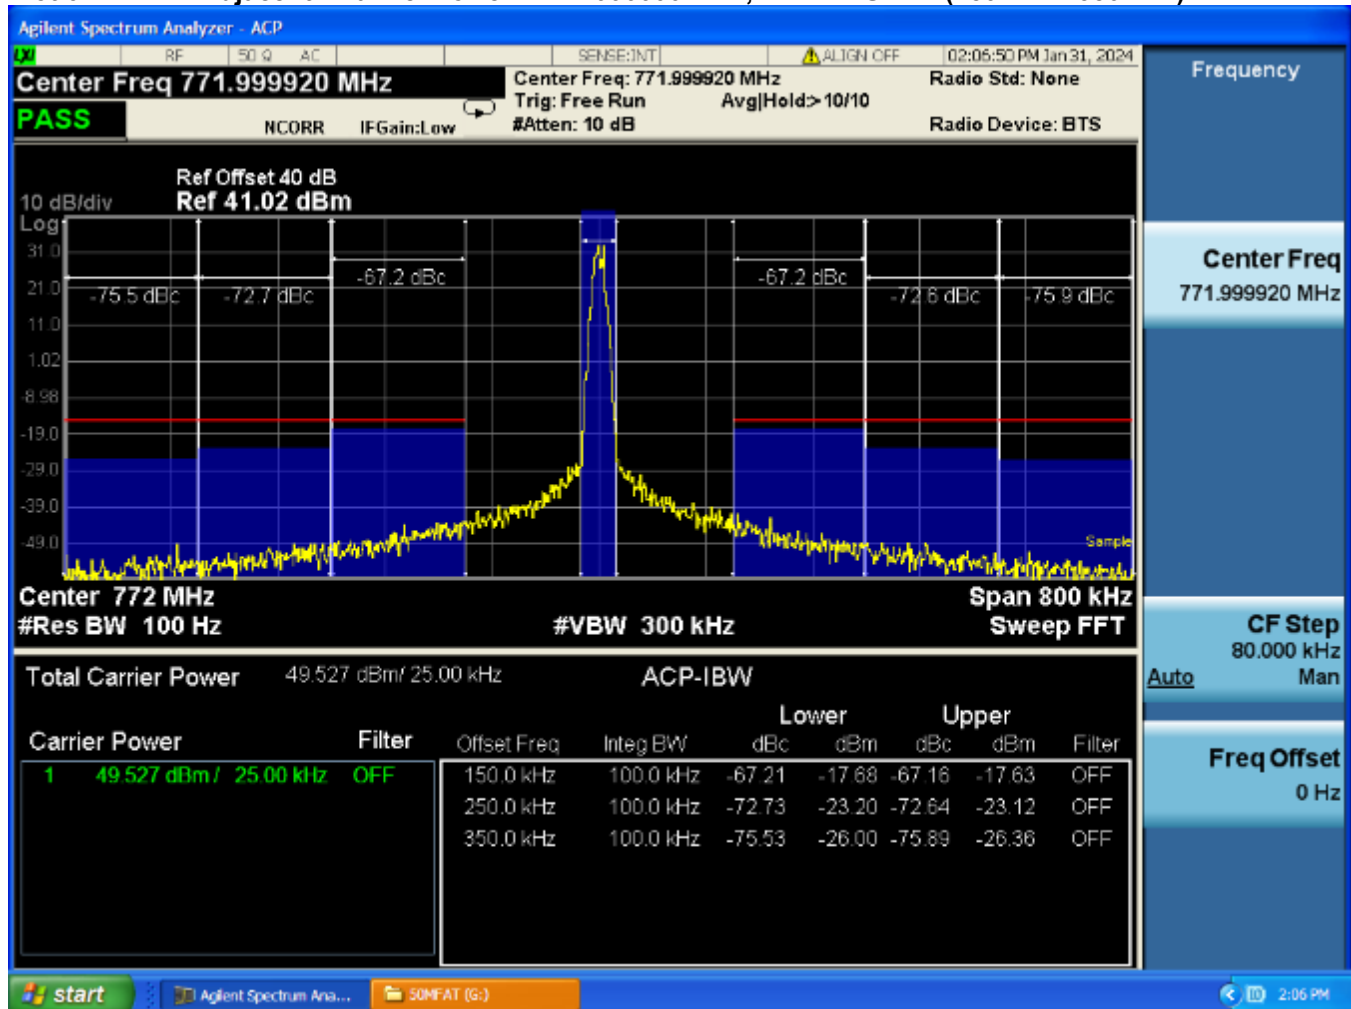 Agilent Spectrum Analyzer - ACP
LXI RF 50 Ω AC SENSE:INT ALIGN OFF 02:06:50 PM Jan 31, 2024
Center Freq 771.999920 MHz
Center Freq: 771.999920 MHz Radio Std: None
Trig: Free Run Avg|Hold:> 10/10
PASS NCORR IFGain:Low #Atten: 10 dB Radio Device: BTS
Frequency
Ref Offset 40 dB
10 dB/div Ref 41.02 dBm
Log
31.0
21.0
11.0
1.02
-8.98
-19.0
-29.0
-39.0
-49.0
-75.5 dBc -72.7 dBc -67.2 dBc -67.2 dBc -72.6 dBc -75.9 dBc
Sample
Center 772 MHz Span 800 kHz
#Res BW 100 Hz #VBW 300 kHz Sweep FFT
Center Freq
771.999920 MHz
CF Step
80.000 kHz
Auto Man
Freq Offset
0 Hz
Total Carrier Power 49.527 dBm/ 25.00 kHz ACP-IBW
Lower Upper
Carrier Power Filter Offset Freq Integ BW dBc dBm dBc dBm Filter
1 49.527 dBm / 25.00 kHz OFF 150.0 kHz 100.0 kHz -67.21 -17.68 -67.16 -17.63 OFF
250.0 kHz 100.0 kHz -72.73 -23.20 -72.64 -23.12 OFF
350.0 kHz 100.0 kHz -75.53 -26.00 -75.89 -26.36 OFF
start Agilent Spectrum Ana... 50MFAT (G:) 2:06 PM